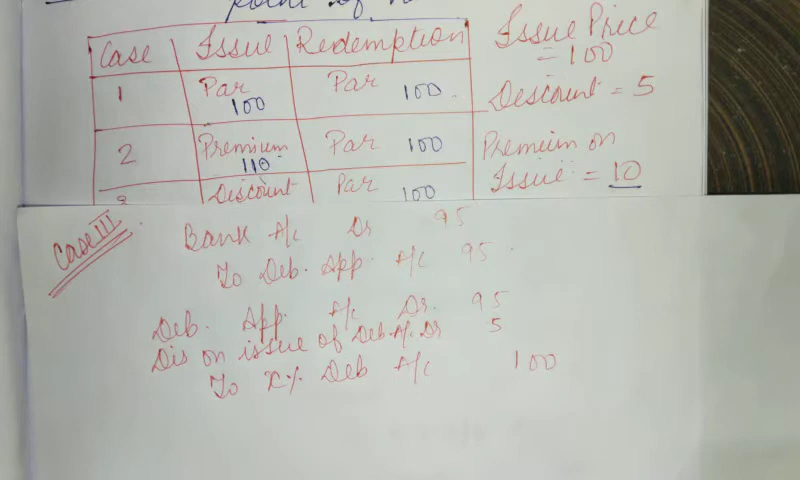 point of
Case Issue Redemption
1 Par 100 Par 100
2 Premium 110 Par 100
Discount Par 100
Issue Price
= 100
Discount = 5
Premium on
Issue = 10
Case III.
Bank A/c Dr 95
To Deb. App. A/c 95
Deb. App. A/c Dr. 95
Dis on issue of Deb A/c Dr 5
To x% Deb A/c 100